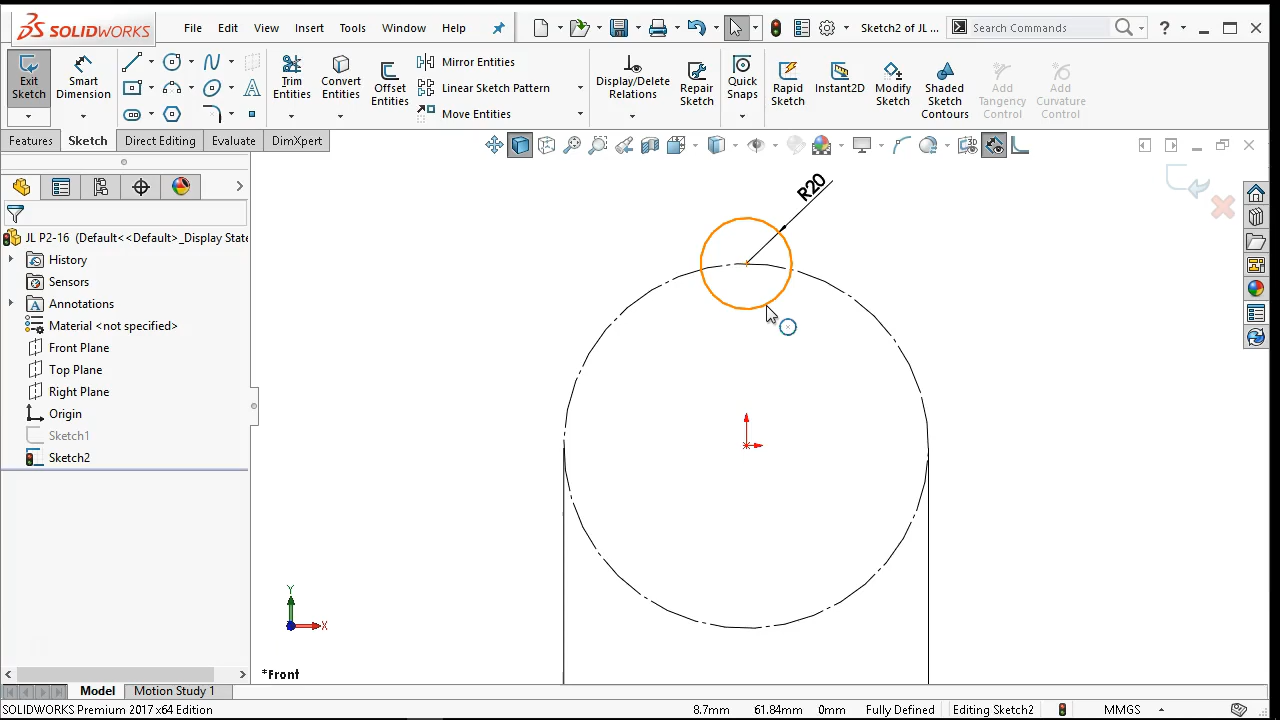 SOLIDWORKS File Edit View Insert Tools Window Help Sketch2 of JL ... Search Commands ?
Exit Sketch
Smart Dimension
Trim Entities
Convert Entities
Offset Entities
Mirror Entities
Linear Sketch Pattern
Move Entities
Display/Delete Relations
Repair Sketch
Quick Snaps
Rapid Sketch
Instant2D
Modify Sketch
Shaded Sketch Contours
Add Tangency Control
Add Curvature Control
Features Sketch Direct Editing Evaluate DimXpert
JL P2-16 (Default<<Default>_Display State
History
Sensors
Annotations
Material <not specified>
Front Plane
Top Plane
Right Plane
Origin
Sketch1
Sketch2
R20
Y
X
*Front
Model Motion Study 1
SOLIDWORKS Premium 2017 x64 Edition 8.7mm 61.84mm 0mm Fully Defined Editing Sketch2 MMGS